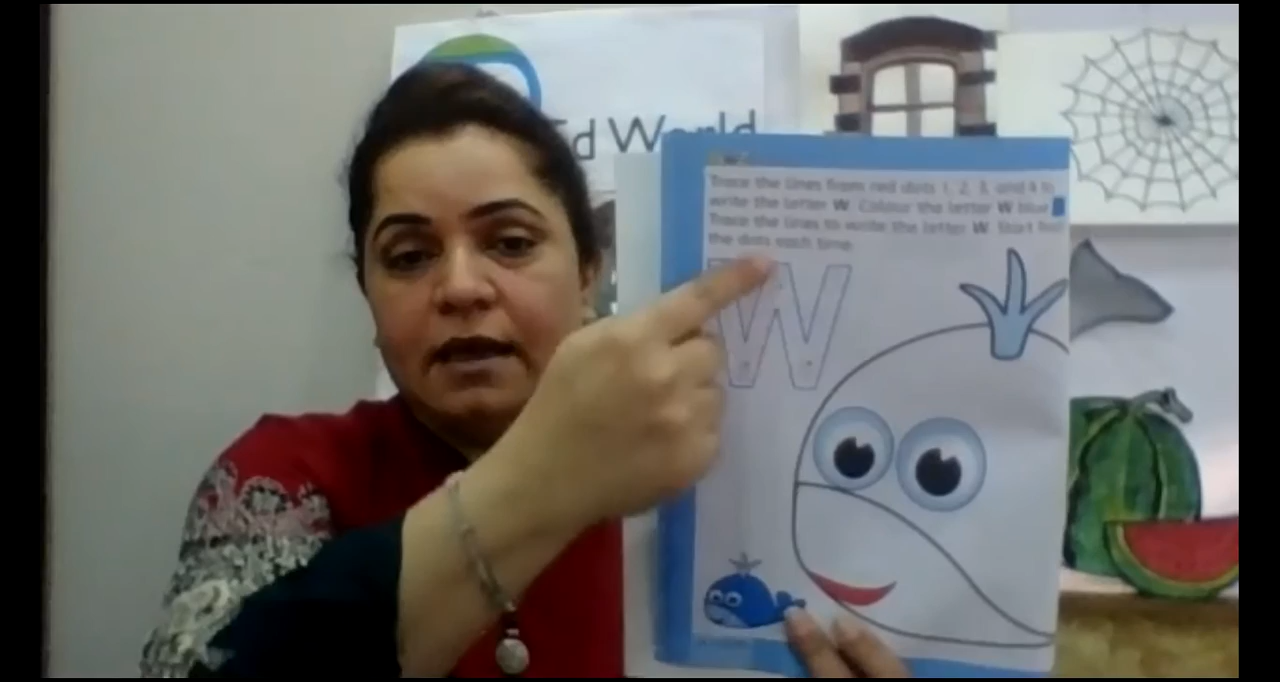 Ed World
Trace the lines from red dots 1, 2, 3, and 4 to
write the letter W. Colour the letter W blue
Trace the lines to write the letter W. Start from
the dots each time.
W